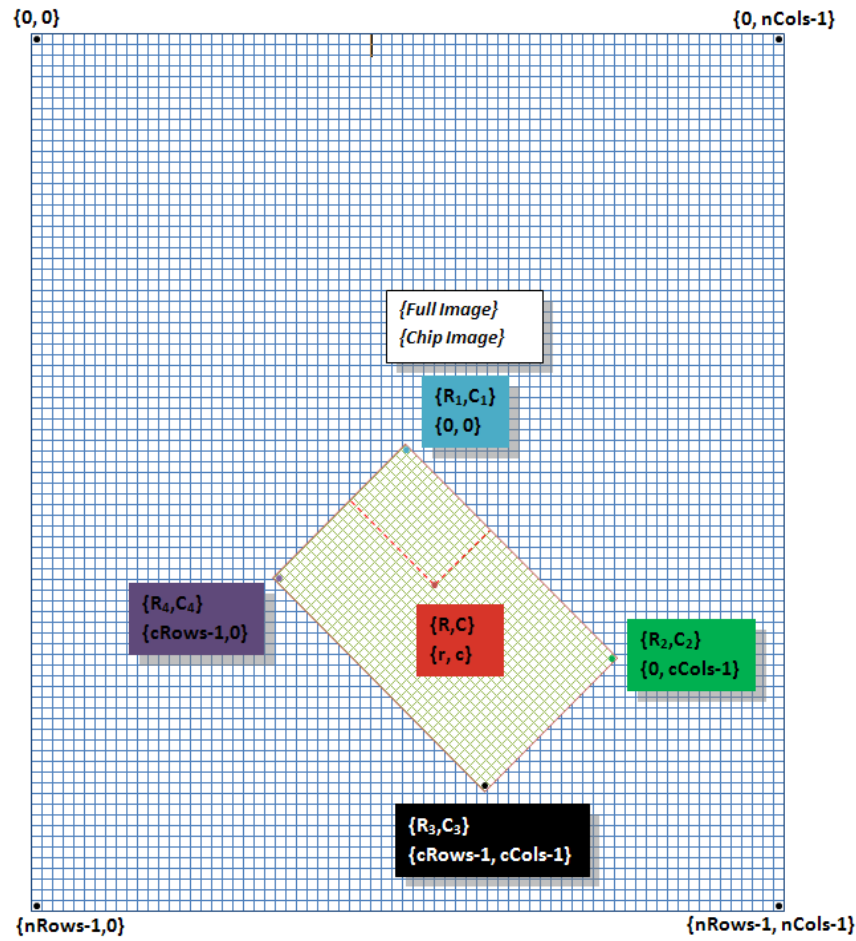 {0, 0}
{0, nCols-1}
{Full Image}
{Chip Image}
{R₁,C₁}
{0, 0}
{R₄,C₄}
{cRows-1,0}
{R,C}
{r, c}
{R₂,C₂}
{0, cCols-1}
{R₃,C₃}
{cRows-1, cCols-1}
{nRows-1,0}
{nRows-1, nCols-1}